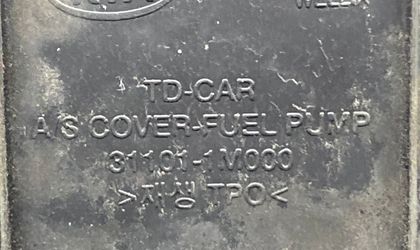 TD-CAR
A/S COVER-FUEL PUMP
31101-1M000
>재생 TPO<